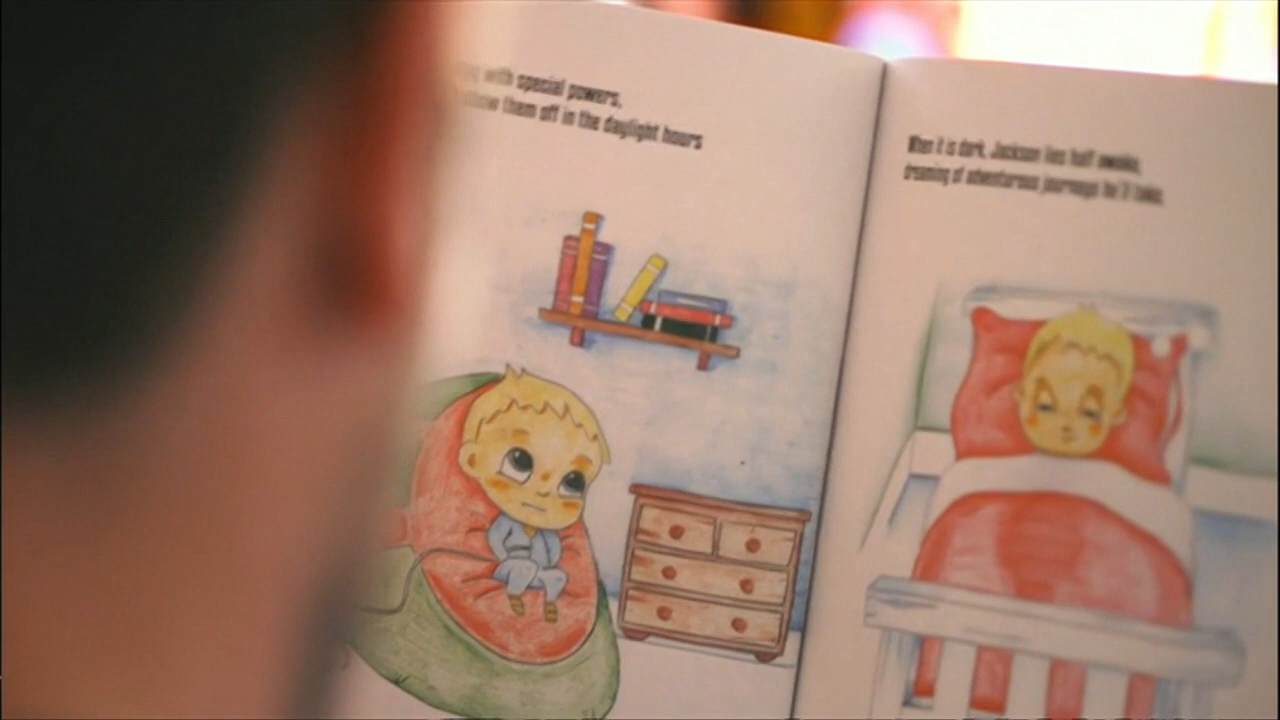 with special powers,
them off in the daylight hours
When it is dark, Jackson lies half awake,
dreaming of adventurous journeys he'll take.